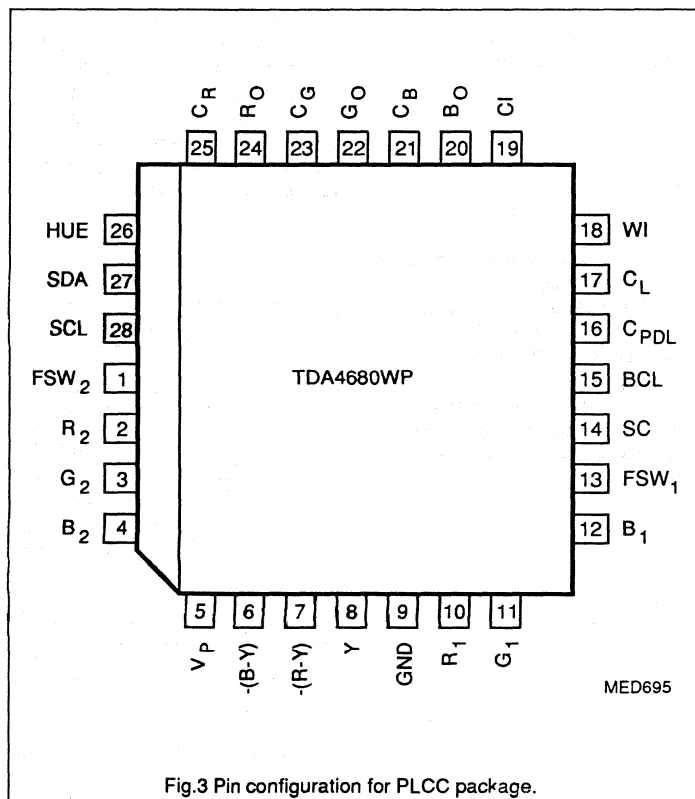 C_R R_O C_G G_O C_B B_O CI
25 24 23 22 21 20 19
HUE 26 18 WI
SDA 27 17 C_L
SCL 28 16 C_PDL
FSW_2 1 TDA4680WP 15 BCL
R_2 2 14 SC
G_2 3 13 FSW_1
B_2 4 12 B_1
5 6 7 8 9 10 11
V_P -(B-Y) -(R-Y) Y GND R_1 G_1
MED695
Fig.3 Pin configuration for PLCC package.